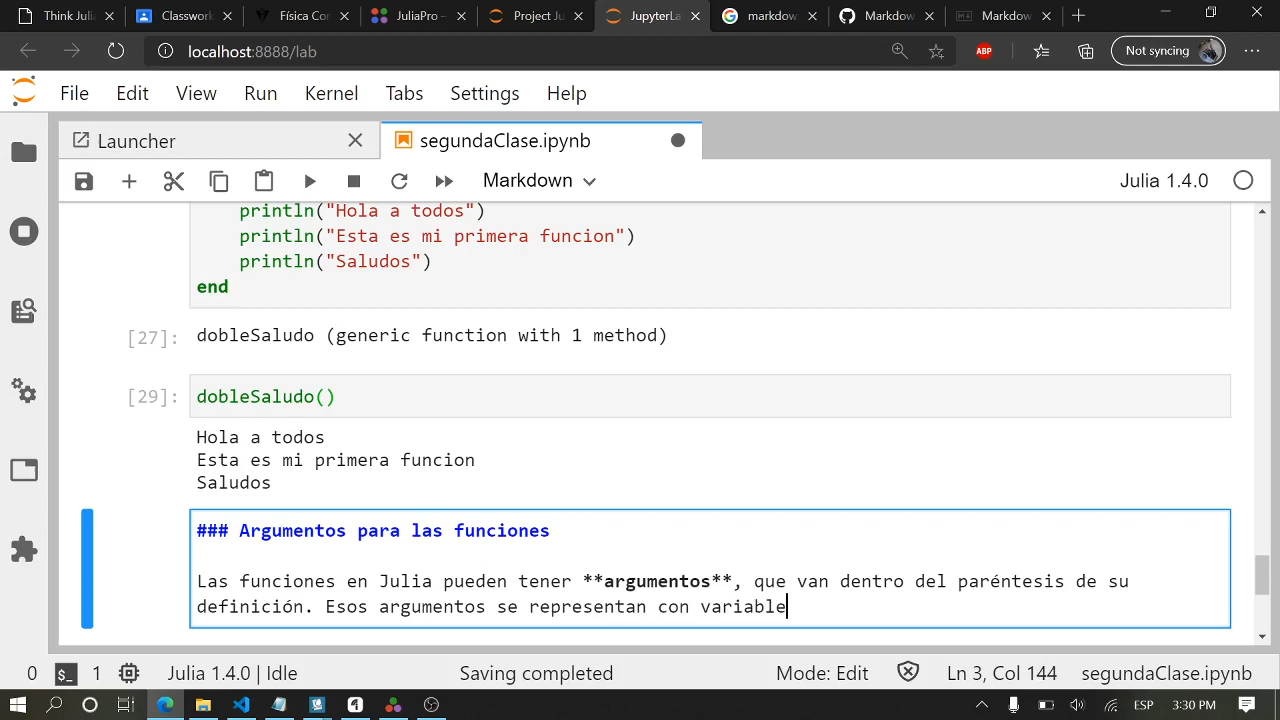 Think Julia
Classwork
Física Con
JuliaPro –
Project Ju
JupyterLa
markdow
Markdow
Markdow
localhost:8888/lab
ABP
Not syncing
File Edit View Run Kernel Tabs Settings Help
Launcher
segundaClase.ipynb
Markdown
Julia 1.4.0
println("Hola a todos")
println("Esta es mi primera funcion")
println("Saludos")
end
[27]: dobleSaludo (generic function with 1 method)
[29]: dobleSaludo()
Hola a todos
Esta es mi primera funcion
Saludos
### Argumentos para las funciones
Las funciones en Julia pueden tener **argumentos**, que van dentro del paréntesis de su
definición. Esos argumentos se representan con variable
0 1 Julia 1.4.0 | Idle Saving completed Mode: Edit Ln 3, Col 144 segundaClase.ipynb
ESP 3:30 PM